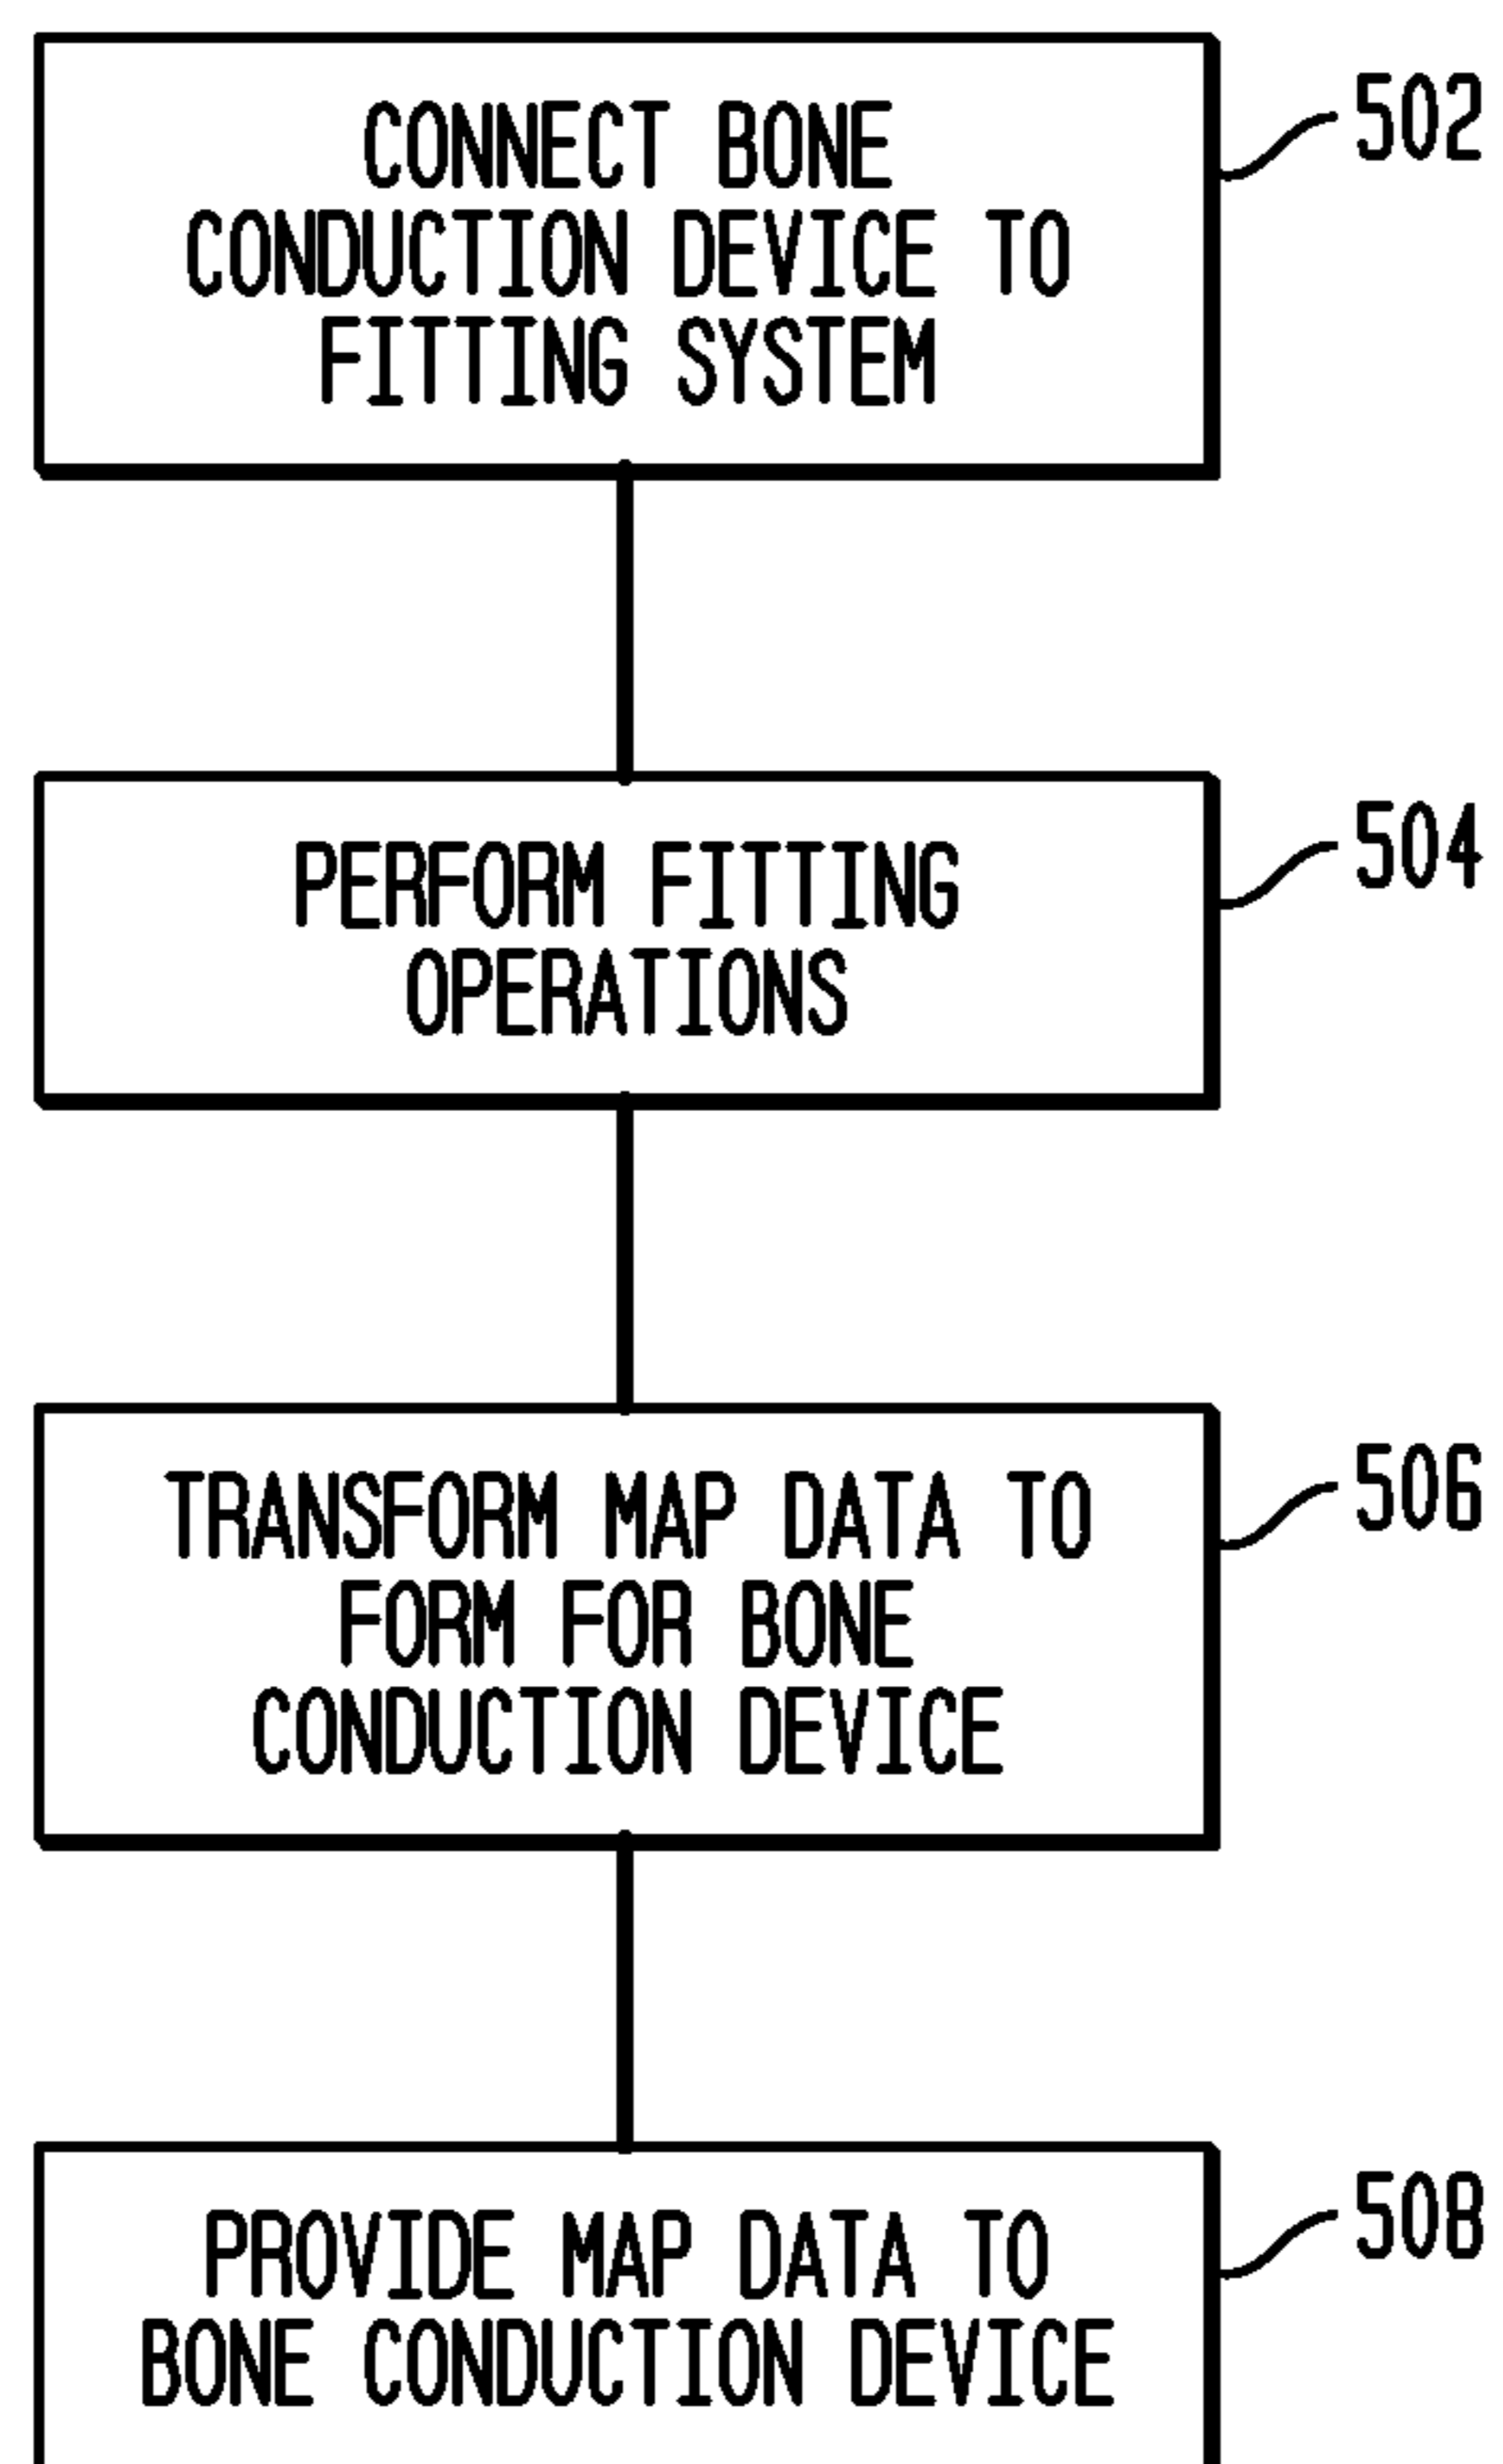 CONNECT BONE
CONDUCTION DEVICE TO
FITTING SYSTEM
502
PERFORM FITTING
OPERATIONS
504
TRANSFORM MAP DATA TO
FORM FOR BONE
CONDUCTION DEVICE
506
PROVIDE MAP DATA TO
BONE CONDUCTION DEVICE
508